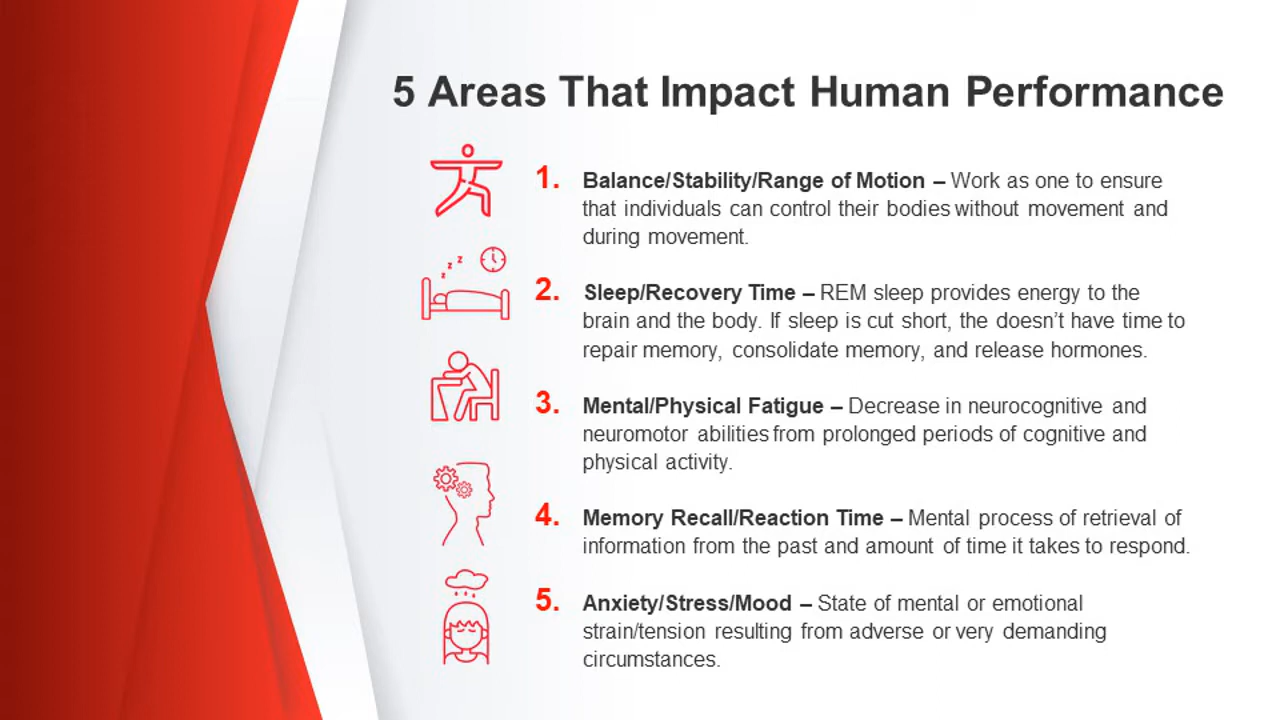 5 Areas That Impact Human Performance
1. Balance/Stability/Range of Motion – Work as one to ensure
that individuals can control their bodies without movement and
during movement.
2. Sleep/Recovery Time – REM sleep provides energy to the
brain and the body. If sleep is cut short, the doesn’t have time to
repair memory, consolidate memory, and release hormones.
3. Mental/Physical Fatigue – Decrease in neurocognitive and
neuromotor abilities from prolonged periods of cognitive and
physical activity.
4. Memory Recall/Reaction Time – Mental process of retrieval of
information from the past and amount of time it takes to respond.
5. Anxiety/Stress/Mood – State of mental or emotional
strain/tension resulting from adverse or very demanding
circumstances.
z z z